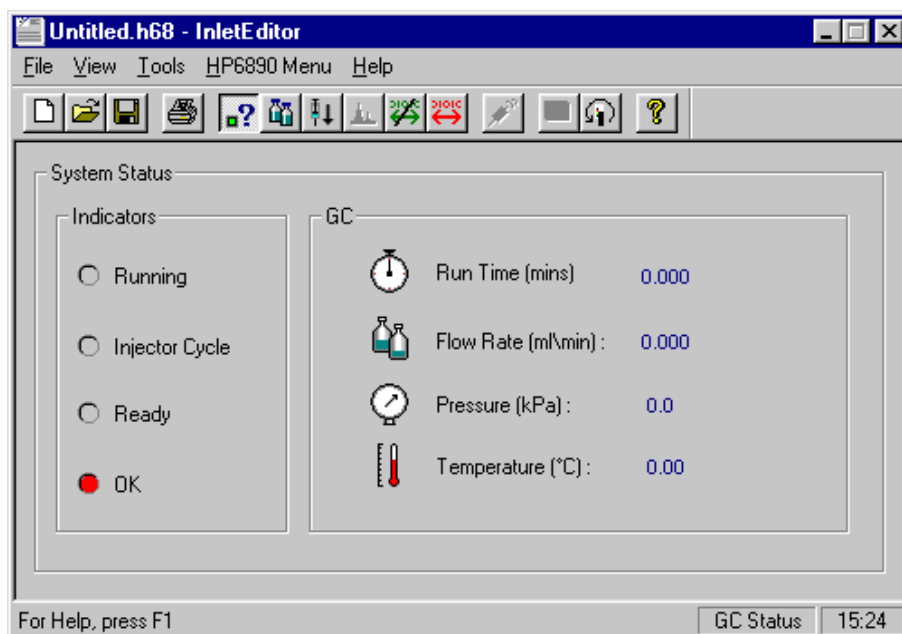 Untitled.h68 - InletEditor
File View Tools HP6890 Menu Help
System Status
Indicators
Running
Injector Cycle
Ready
OK
GC
Run Time (mins) 0.000
Flow Rate (ml\min) : 0.000
Pressure (kPa) : 0.0
Temperature (°C) : 0.00
For Help, press F1 GC Status 15:24